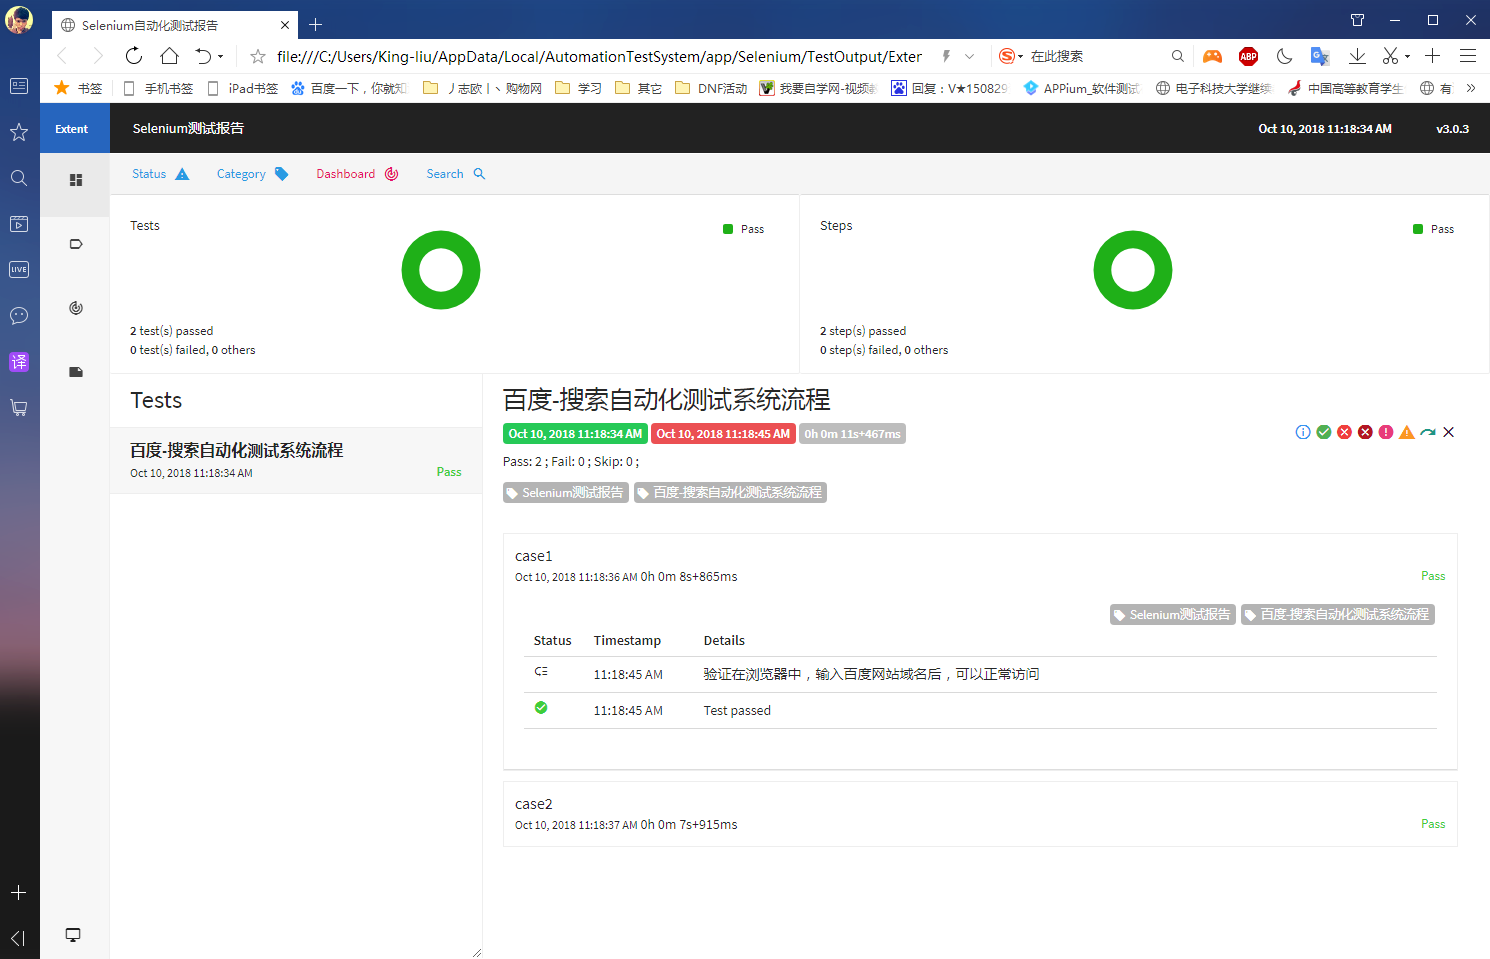 Selenium自动化测试报告
file:///C:/Users/King-liu/AppData/Local/AutomationTestSystem/app/Selenium/TestOutput/Exter
在此搜索
ABP
书签 手机书签 iPad书签 百度一下，你就知 丿志欧丨丶购物网 学习 其它 DNF活动 我要自学网-视频 回复：V★150829 APPium_软件测试 电子科技大学继续 中国高等教育学生 有
LIVE
译
Extent Selenium测试报告 Oct 10, 2018 11:18:34 AM v3.0.3
Status Category Dashboard Search
Tests
Pass
2 test(s) passed
0 test(s) failed, 0 others
Steps
Pass
2 step(s) passed
0 step(s) failed, 0 others
Tests
百度-搜索自动化测试系统流程
Oct 10, 2018 11:18:34 AM Pass
百度-搜索自动化测试系统流程
Oct 10, 2018 11:18:34 AM Oct 10, 2018 11:18:45 AM 0h 0m 11s+467ms
Pass: 2 ; Fail: 0 ; Skip: 0 ;
Selenium测试报告 百度-搜索自动化测试系统流程
case1
Oct 10, 2018 11:18:36 AM 0h 0m 8s+865ms Pass
Selenium测试报告 百度-搜索自动化测试系统流程
Status Timestamp Details
11:18:45 AM 验证在浏览器中，输入百度网站域名后，可以正常访问
11:18:45 AM Test passed
case2
Oct 10, 2018 11:18:37 AM 0h 0m 7s+915ms Pass